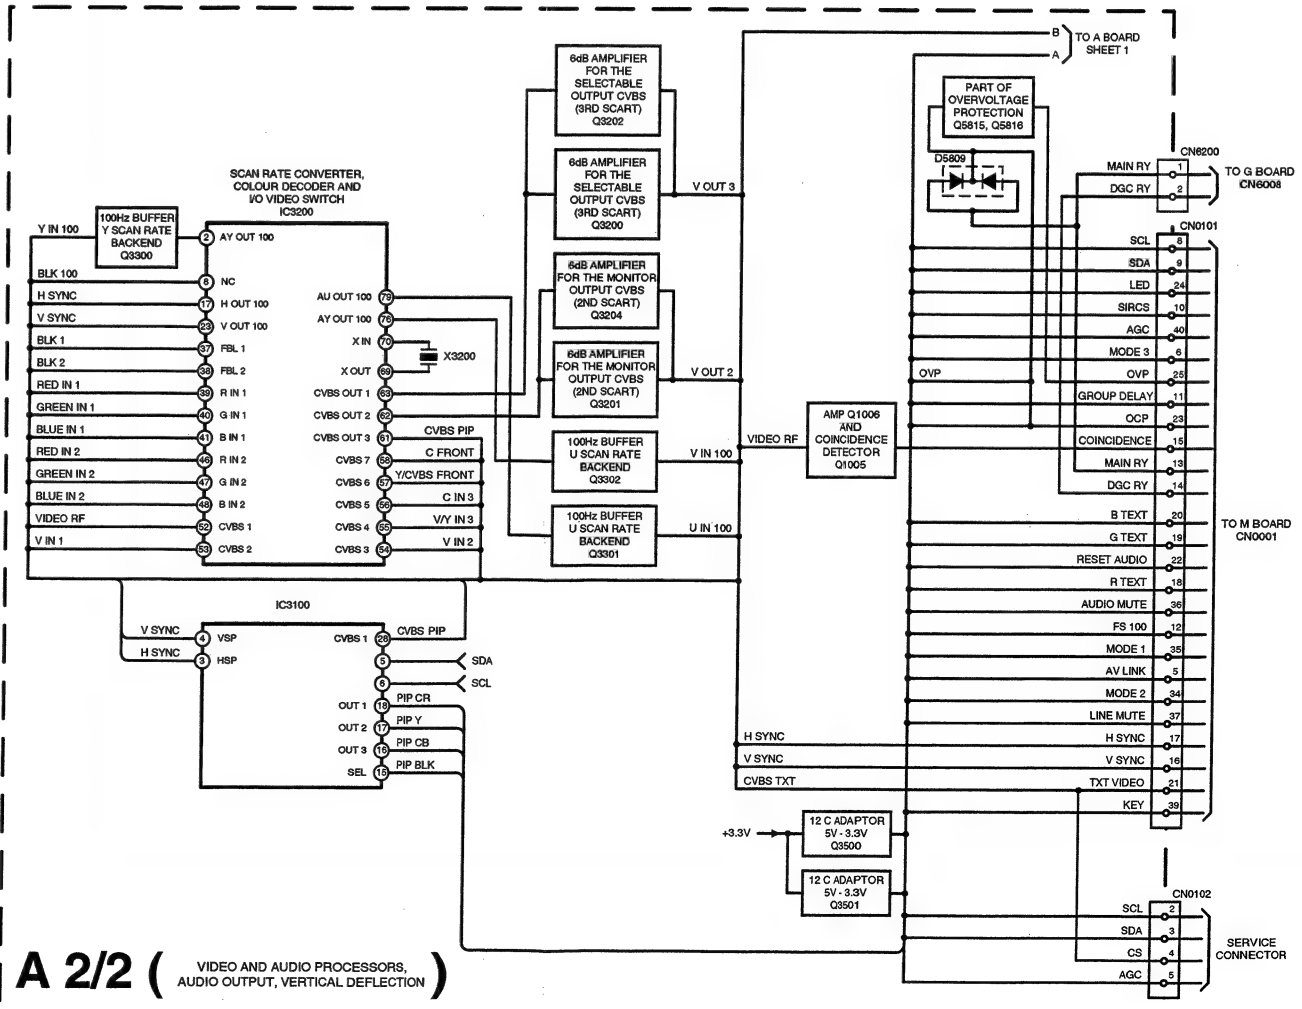 B
A
TO A BOARD
SHEET 1
6dB AMPLIFIER
FOR THE
SELECTABLE
OUTPUT CVBS
(3RD SCART)
Q3202
PART OF
OVERVOLTAGE
PROTECTION
Q5815, Q5816
D5809
6dB AMPLIFIER
FOR THE
SELECTABLE
OUTPUT CVBS
(3RD SCART)
Q3200
V OUT 3
6dB AMPLIFIER
FOR THE MONITOR
OUTPUT CVBS
(2ND SCART)
Q3204
6dB AMPLIFIER
FOR THE MONITOR
OUTPUT CVBS
(2ND SCART)
Q3201
V OUT 2
100Hz BUFFER
U SCAN RATE
BACKEND
Q3302
V IN 100
100Hz BUFFER
U SCAN RATE
BACKEND
Q3301
U IN 100
SCAN RATE CONVERTER,
COLOUR DECODER AND
I/O VIDEO SWITCH
IC3200
100Hz BUFFER
Y SCAN RATE
BACKEND
Q3300
Y IN 100
2 AY OUT 100
BLK 100
6 NC
H SYNC
17 H OUT 100
V SYNC
23 V OUT 100
BLK 1
37 FBL 1
BLK 2
38 FBL 2
RED IN 1
39 R IN 1
GREEN IN 1
40 G IN 1
BLUE IN 1
41 B IN 1
RED IN 2
46 R IN 2
GREEN IN 2
47 G IN 2
BLUE IN 2
48 B IN 2
VIDEO RF
52 CVBS 1
V IN 1
53 CVBS 2
AU OUT 100 79
AY OUT 100 76
X IN 70
X3200
X OUT 69
CVBS OUT 1 63
CVBS OUT 2 62
CVBS OUT 3 61 CVBS PIP
CVBS 7 58 C FRONT
CVBS 6 57 Y/CVBS FRONT
CVBS 5 56 C IN 3
CVBS 4 55 V/Y IN 3
CVBS 3 54 V IN 2
IC3100
V SYNC 4 VSP
H SYNC 3 HSP
CVBS 1 28 CVBS PIP
5 SDA
6 SCL
OUT 1 18 PIP CR
OUT 2 17 PIP Y
OUT 3 16 PIP CB
SEL 15 PIP BLK
VIDEO RF
AMP Q1006
AND
COINCIDENCE
DETECTOR
Q1005
OVP
H SYNC
V SYNC
CVBS TXT
+3.3V
12 C ADAPTOR
5V - 3.3V
Q3500
12 C ADAPTOR
5V - 3.3V
Q3501
CN6200
MAIN RY 1
DGC RY 2
TO G BOARD
CN6008
CN0101
SCL 8
SDA 9
LED 24
SIRCS 10
AGC 40
MODE 3 6
OVP 25
GROUP DELAY 11
OCP 23
COINCIDENCE 15
MAIN RY 13
DGC RY 14
B TEXT 20
G TEXT 19
RESET AUDIO 22
R TEXT 18
AUDIO MUTE 36
FS 100 12
MODE 1 35
AV LINK 5
MODE 2 34
LINE MUTE 37
H SYNC 17
V SYNC 16
TXT VIDEO 21
KEY 39
TO M BOARD
CN0001
CN0102
SCL 2
SDA 3
CS 4
AGC 5
SERVICE
CONNECTOR
A 2/2 ( VIDEO AND AUDIO PROCESSORS,
AUDIO OUTPUT, VERTICAL DEFLECTION )